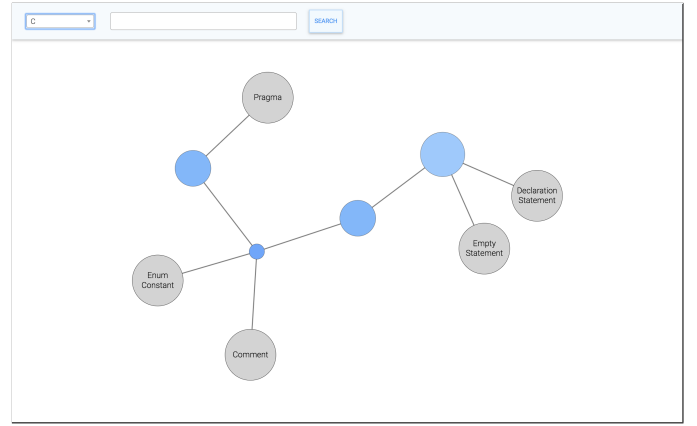 C
SEARCH
Pragma
Declaration
Statement
Empty
Statement
Enum
Constant
Comment